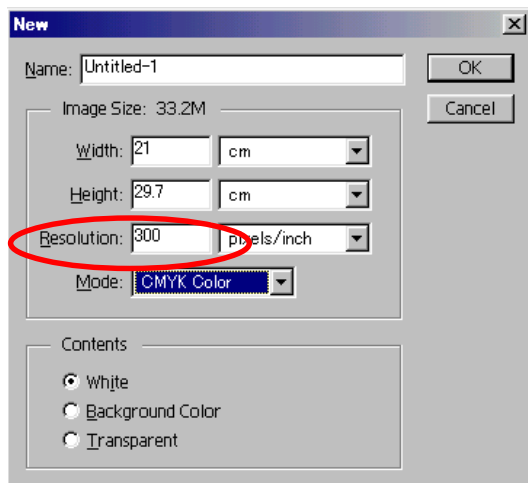 New
Name: Untitled-1
OK
Cancel
Image Size: 33.2M
Width: 21 cm
Height: 29.7 cm
Resolution: 300 pixels/inch
Mode: CMYK Color
Contents
White
Background Color
Transparent